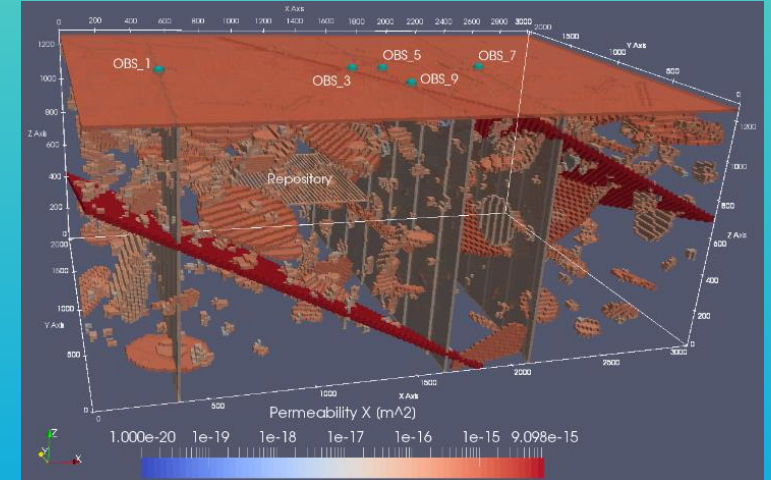 X Axis
0 200 400 600 800 1000 1200 1400 1600 1800 2000 2200 2400 2600 2800 3000
2000
1500
1000
500
0
Y Axis
OBS_1
OBS_3
OBS_5
OBS_9
OBS_7
1200
1000
800
600
400
200
0
Z Axis
Repository
1200
1000
800
600
400
200
0
Z Axis
2000
1500
1000
500
0
Y Axis
0 500 1000 1500 2000 2500 3000
X Axis
Permeability X (m^2)
1.000e-20 1e-19 1e-18 1e-17 1e-16 1e-15 9.098e-15
Z
Y
X